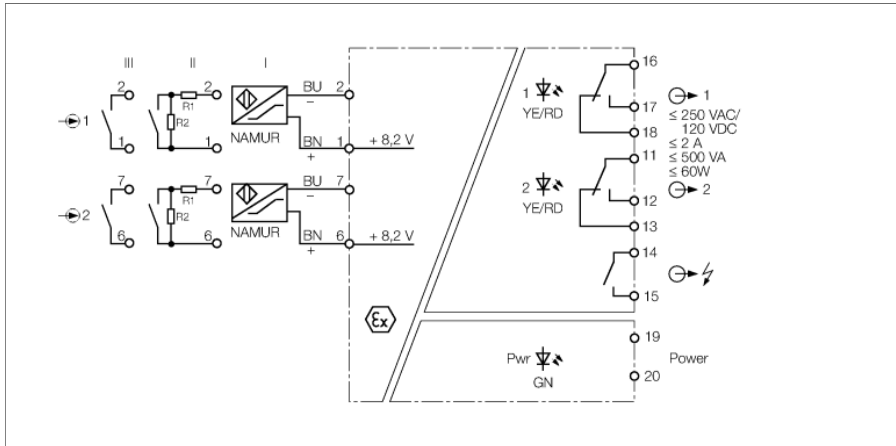 III II I
2 2 BU 2
–
R1
R2
1
1 1 NAMUR BN 1 + 8,2 V
+
7 7 BU 7
–
R1
R2
2
6 6 NAMUR BN 6 + 8,2 V
+
Ex
16
1
YE/RD
17
18
1
≤ 250 VAC/
120 VDC
≤ 2 A
≤ 500 VA
≤ 60W
11
2
YE/RD
12
13
2
14
15
19
Pwr
GN
20
Power